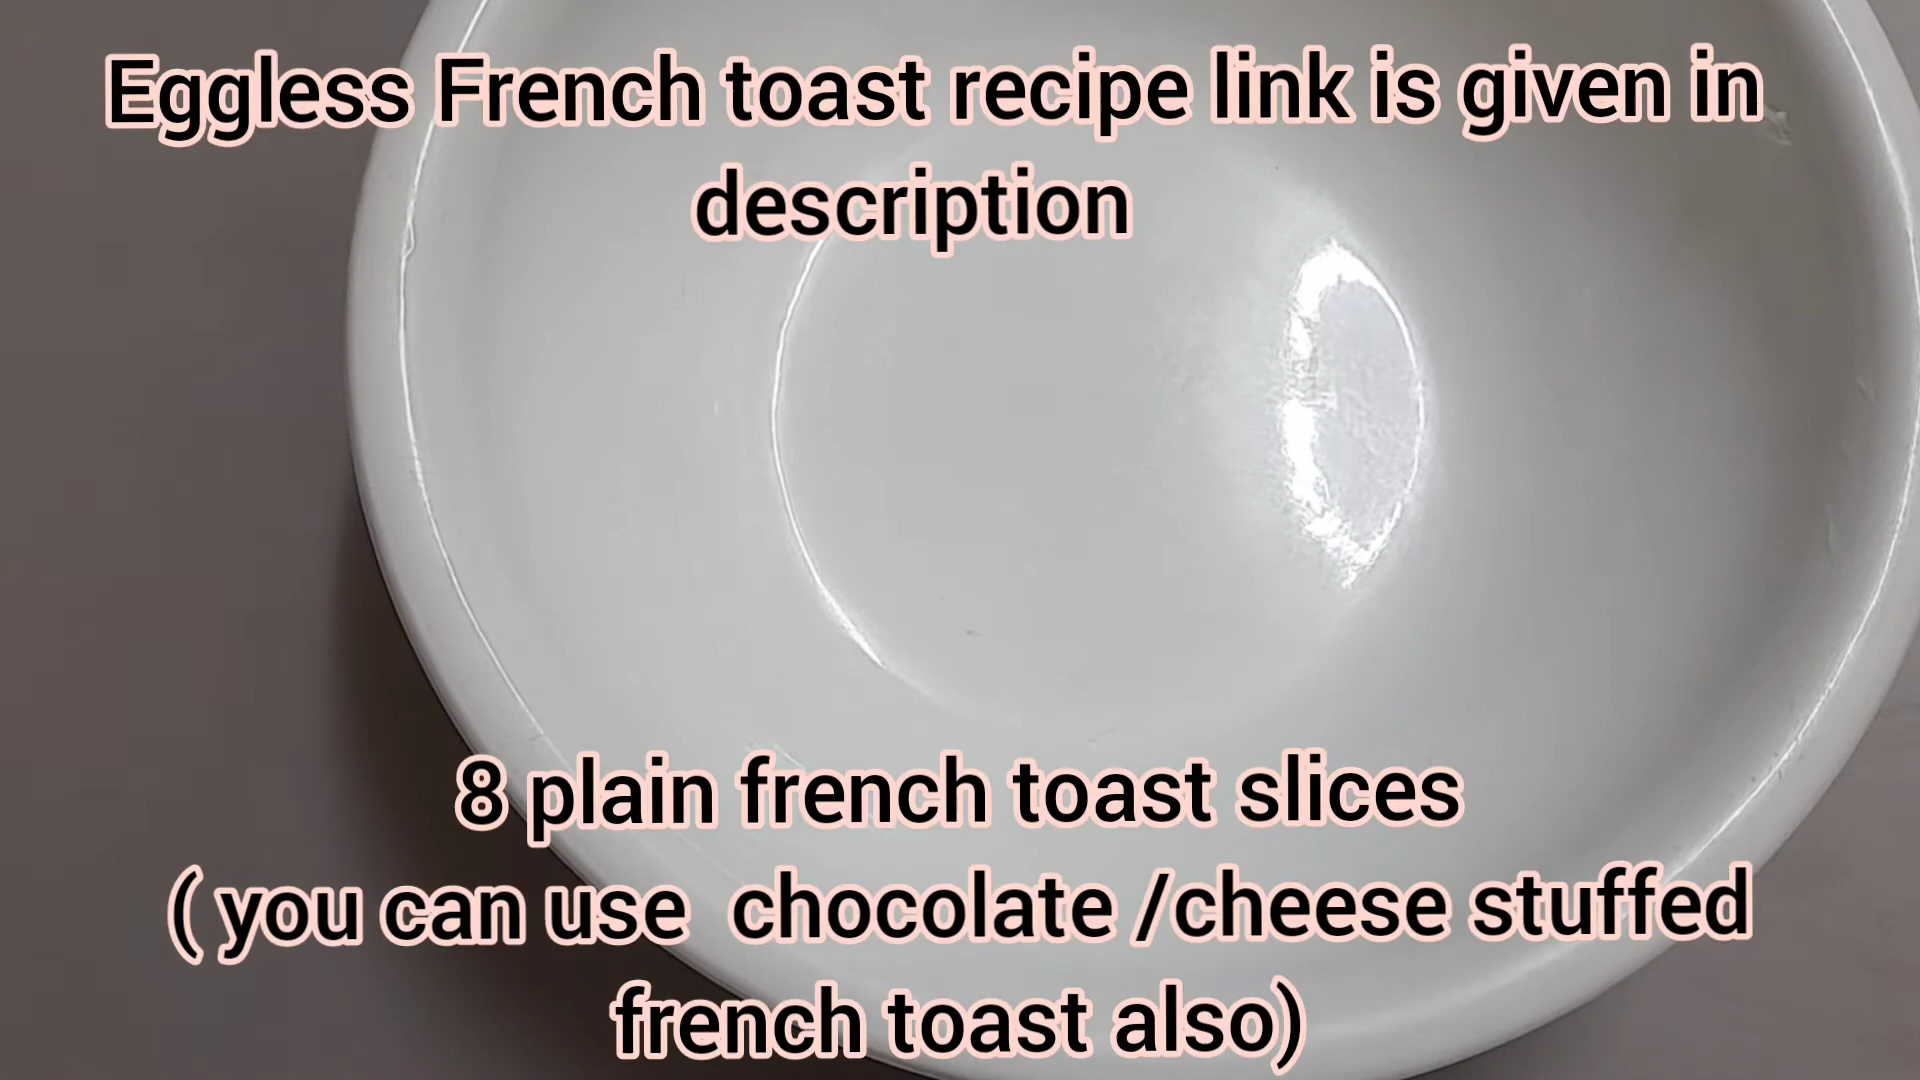 Eggless French toast recipe link is given in
description
8 plain french toast slices
( you can use  chocolate /cheese stuffed
french toast also)